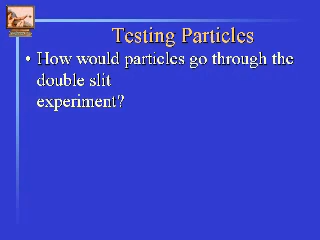 Testing Particles
• How would particles go through the
double slit
experiment?